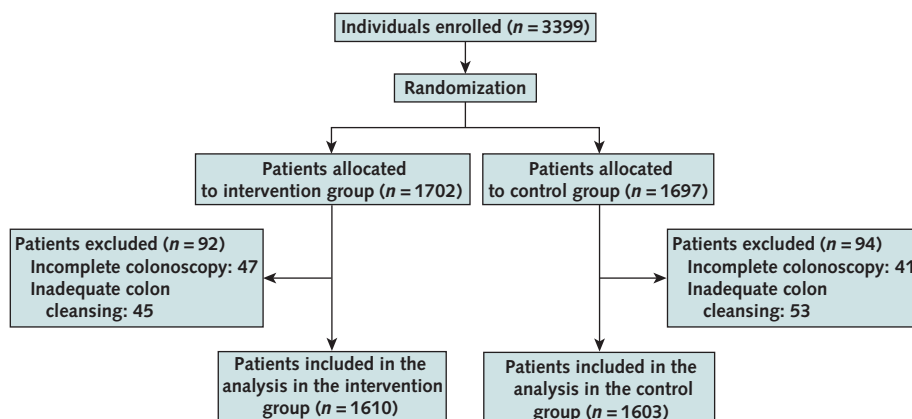 Individuals enrolled (n = 3399)
Randomization
Patients allocated
to intervention group (n = 1702)
Patients allocated
to control group (n = 1697)
Patients excluded (n = 92)
Incomplete colonoscopy: 47
Inadequate colon
cleansing: 45
Patients excluded (n = 94)
Incomplete colonoscopy: 41
Inadequate colon
cleansing: 53
Patients included in the
analysis in the intervention
group (n = 1610)
Patients included in the
analysis in the control
group (n = 1603)